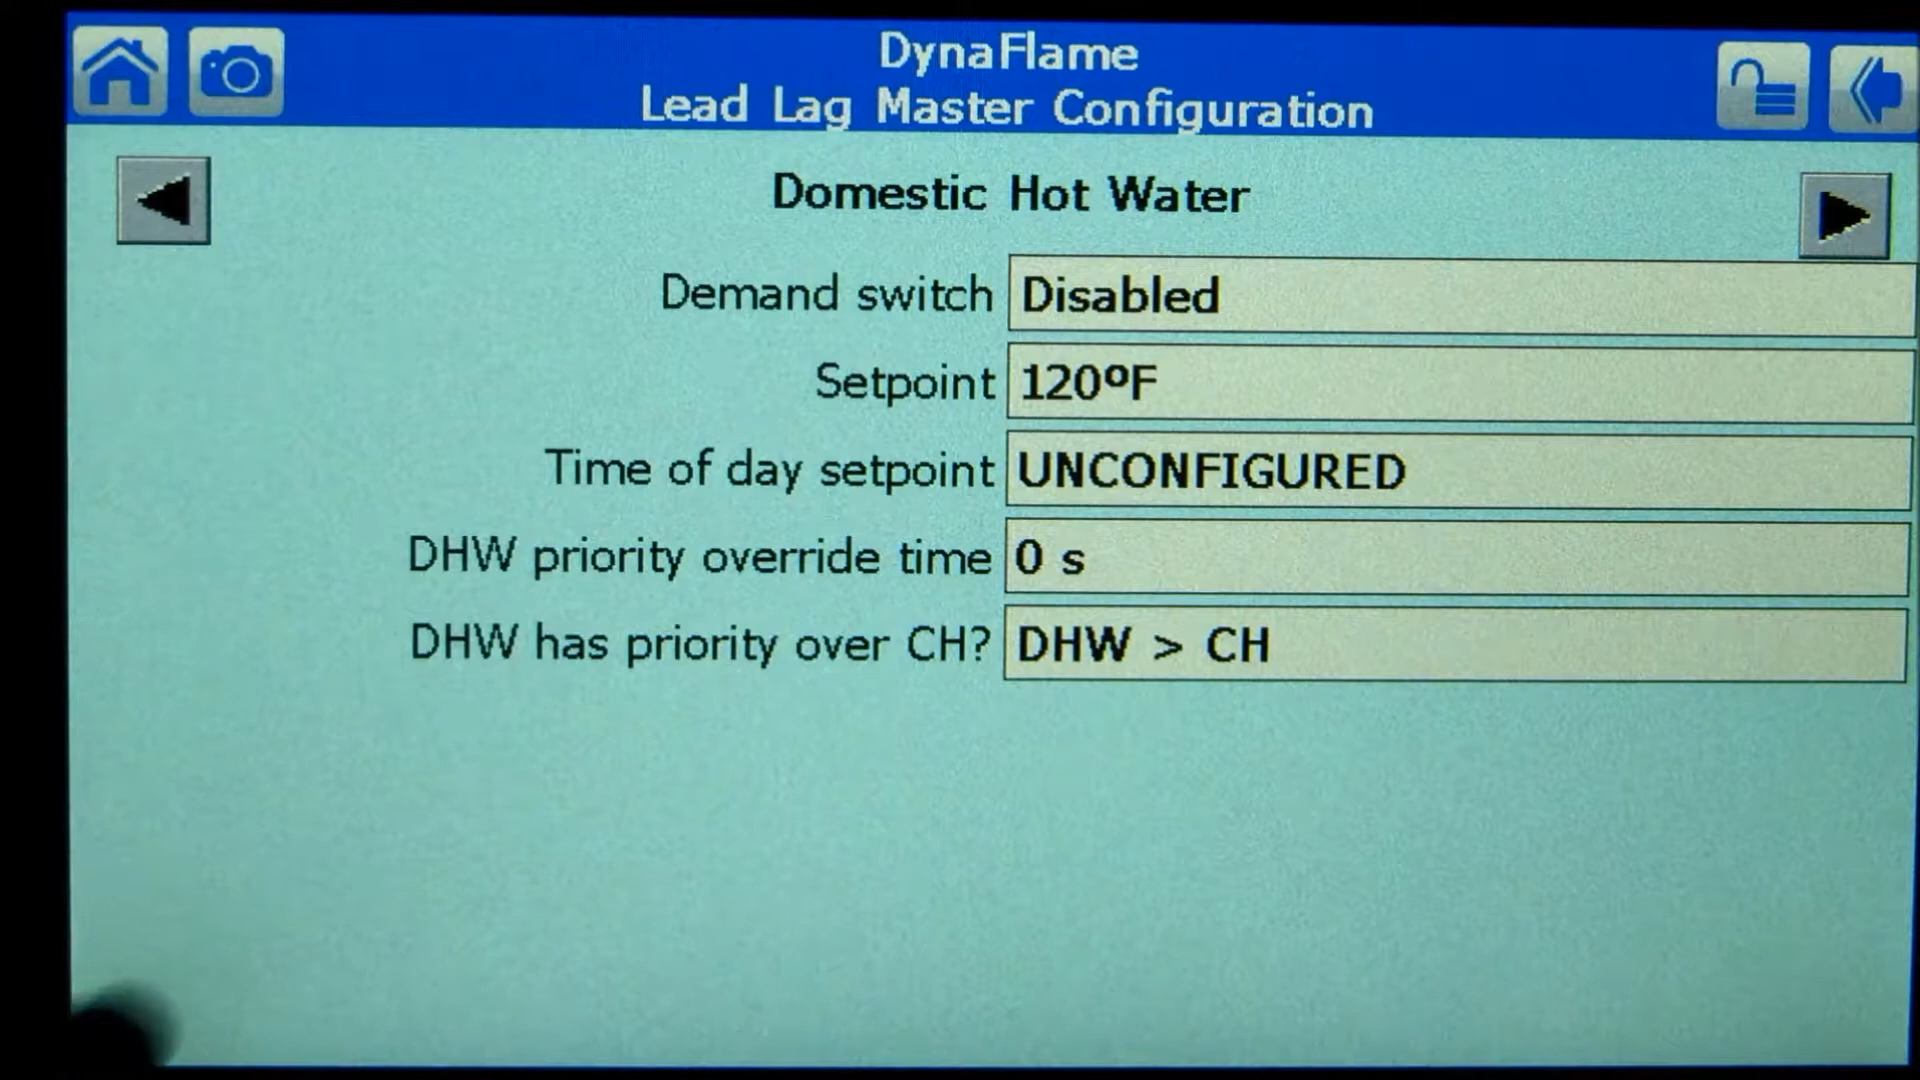 DynaFlame
Lead Lag Master Configuration
Domestic Hot Water
Demand switch Disabled
Setpoint 120ºF
Time of day setpoint UNCONFIGURED
DHW priority override time 0 s
DHW has priority over CH? DHW > CH